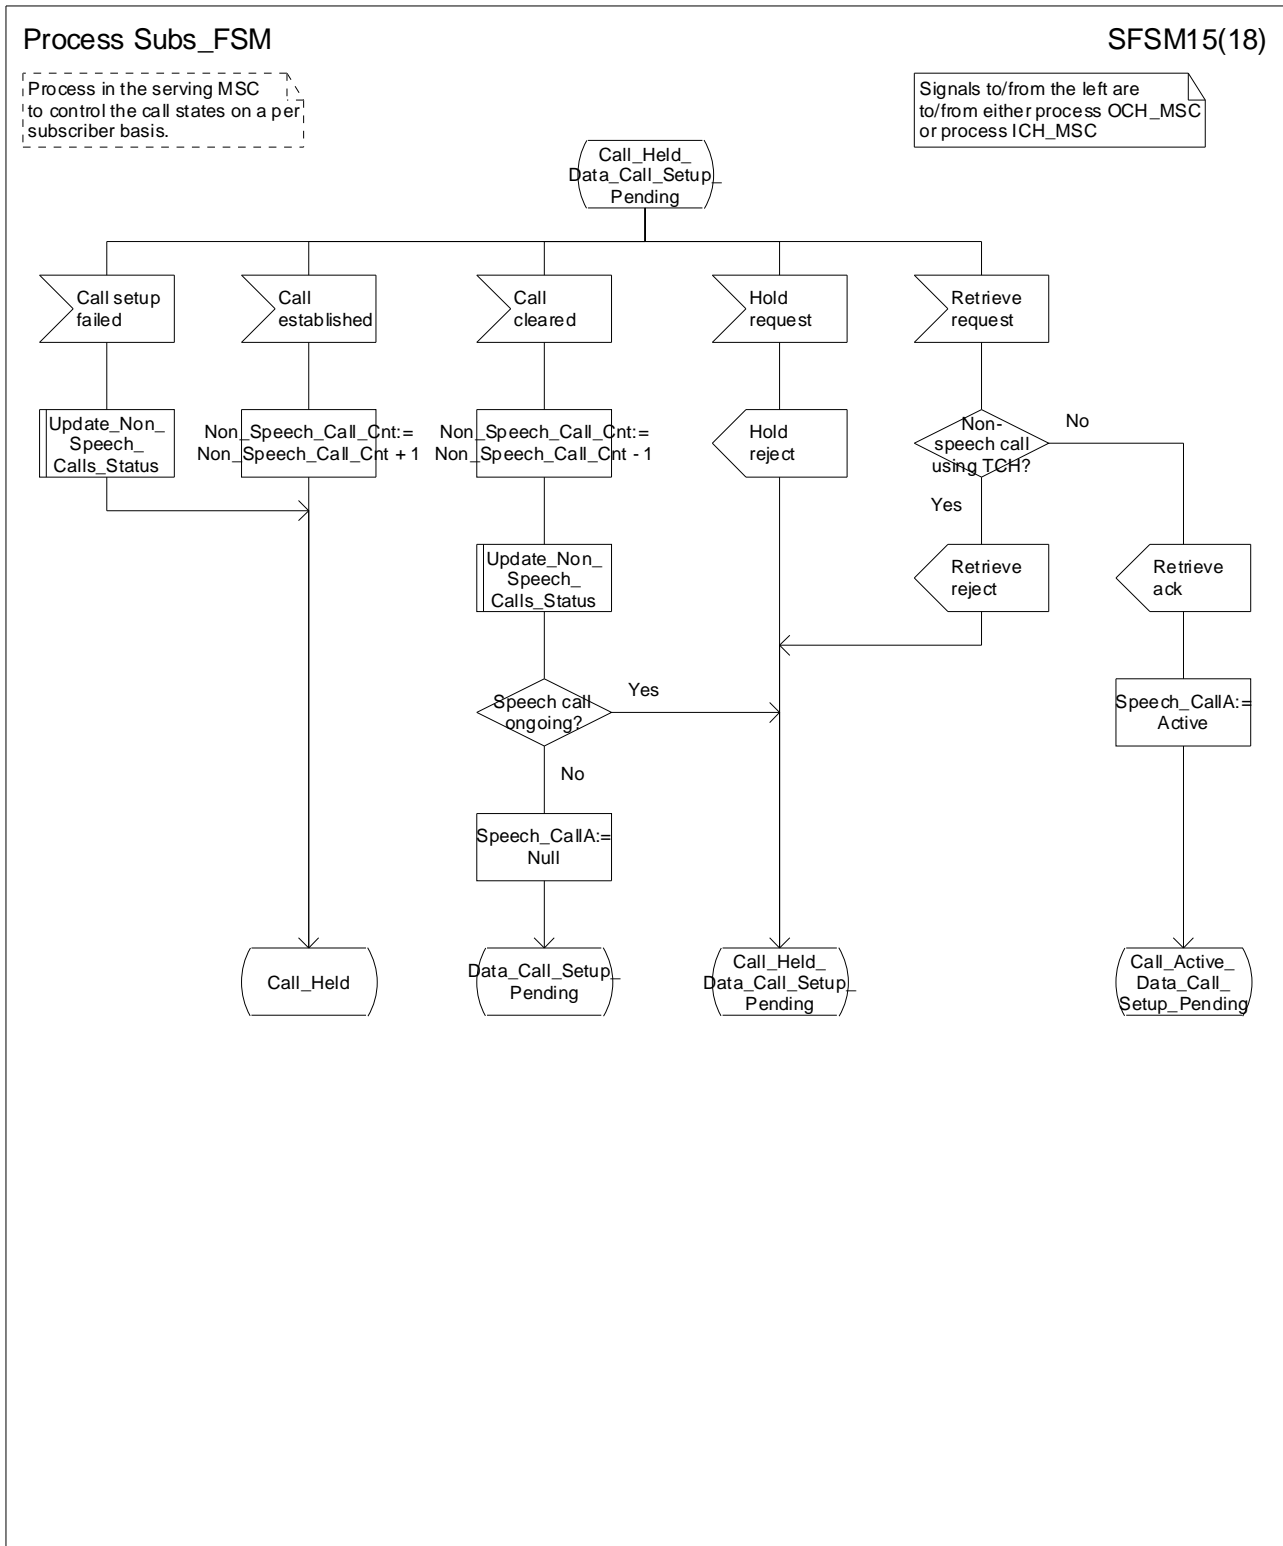 Process Subs_FSM
SFSM15(18)
Process in the serving MSC
to control the call states on a per
subscriber basis.
Signals to/from the left are
to/from either process OCH_MSC
or process ICH_MSC
Call_Held_
Data_Call_Setup_
Pending
Call setup
failed
Call
established
Call
cleared
Hold
request
Retrieve
request
Update_Non_
Speech_
Calls_Status
Non_Speech_Call_Cnt:=
Non_Speech_Call_Cnt + 1
Non_Speech_Call_Cnt:=
Non_Speech_Call_Cnt - 1
Hold
reject
Non-
speech call
using TCH?
No
Yes
Update_Non_
Speech_
Calls_Status
Retrieve
reject
Retrieve
ack
Speech call
ongoing?
Yes
No
Speech_CallA:=
Active
Speech_CallA:=
Null
Call_Held
Data_Call_Setup_
Pending
Call_Held_
Data_Call_Setup_
Pending
Call_Active_
Data_Call_
Setup_Pending